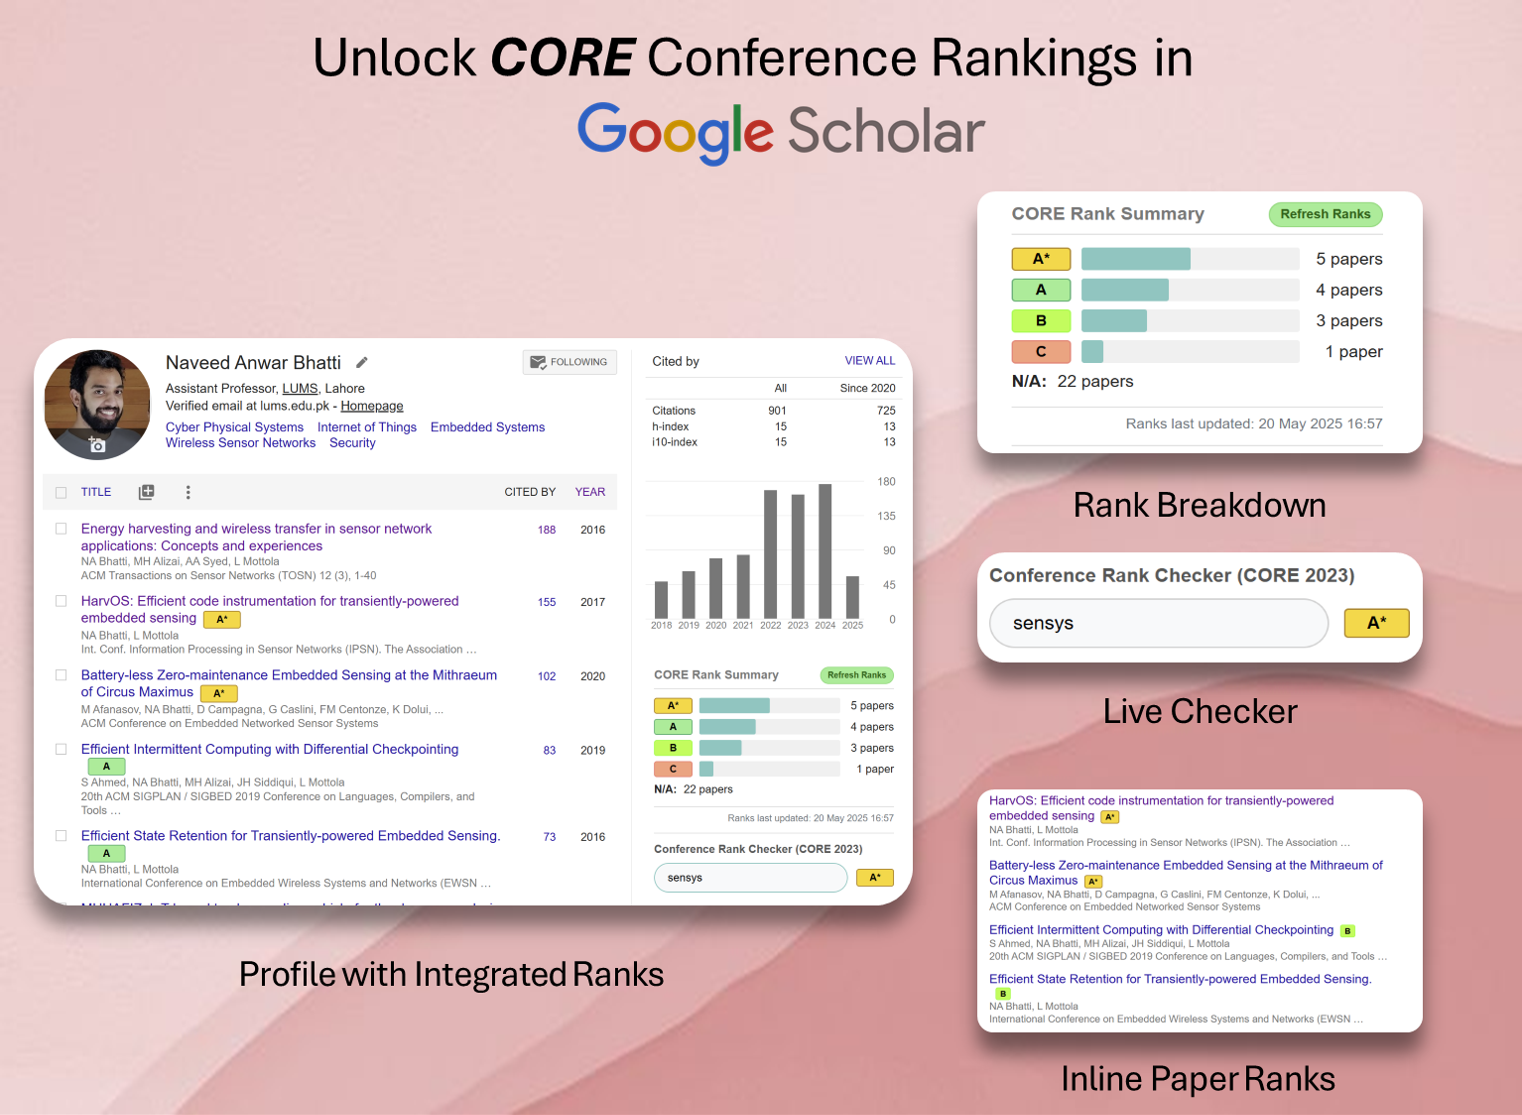 Unlock CORE Conference Rankings in
Google Scholar
Naveed Anwar Bhatti
FOLLOWING
Assistant Professor, LUMS, Lahore
Verified email at lums.edu.pk - Homepage
Cyber Physical Systems Internet of Things Embedded Systems
Wireless Sensor Networks Security
TITLE CITED BY YEAR
Energy harvesting and wireless transfer in sensor network 188 2016
applications: Concepts and experiences
NA Bhatti, MH Alizai, AA Syed, L Mottola
ACM Transactions on Sensor Networks (TOSN) 12 (3), 1-40
HarvOS: Efficient code instrumentation for transiently-powered 155 2017
embedded sensing A*
NA Bhatti, L Mottola
Int. Conf. Information Processing in Sensor Networks (IPSN). The Association ...
Battery-less Zero-maintenance Embedded Sensing at the Mithraeum 102 2020
of Circus Maximus A*
M Afanasov, NA Bhatti, D Campagna, G Caslini, FM Centonze, K Dolui, ...
ACM Conference on Embedded Networked Sensor Systems
Efficient Intermittent Computing with Differential Checkpointing 83 2019
A
S Ahmed, NA Bhatti, MH Alizai, JH Siddiqui, L Mottola
20th ACM SIGPLAN / SIGBED 2019 Conference on Languages, Compilers, and
Tools ...
Efficient State Retention for Transiently-powered Embedded Sensing. 73 2016
A
NA Bhatti, L Mottola
International Conference on Embedded Wireless Systems and Networks (EWSN ...
Cited by VIEW ALL
All Since 2020
Citations 901 725
h-index 15 13
i10-index 15 13
180
135
90
45
0
2018 2019 2020 2021 2022 2023 2024 2025
CORE Rank Summary Refresh Ranks
A* 5 papers
A 4 papers
B 3 papers
C 1 paper
N/A: 22 papers
Ranks last updated: 20 May 2025 16:57
Conference Rank Checker (CORE 2023)
sensys A*
Profile with Integrated Ranks
CORE Rank Summary Refresh Ranks
A* 5 papers
A 4 papers
B 3 papers
C 1 paper
N/A: 22 papers
Ranks last updated: 20 May 2025 16:57
Rank Breakdown
Conference Rank Checker (CORE 2023)
sensys A*
Live Checker
HarvOS: Efficient code instrumentation for transiently-powered
embedded sensing A*
NA Bhatti, L Mottola
Int. Conf. Information Processing in Sensor Networks (IPSN). The Association ...
Battery-less Zero-maintenance Embedded Sensing at the Mithraeum of
Circus Maximus A*
M Afanasov, NA Bhatti, D Campagna, G Caslini, FM Centonze, K Dolui, ...
ACM Conference on Embedded Networked Sensor Systems
Efficient Intermittent Computing with Differential Checkpointing B
S Ahmed, NA Bhatti, MH Alizai, JH Siddiqui, L Mottola
20th ACM SIGPLAN / SIGBED 2019 Conference on Languages, Compilers, and Tools ...
Efficient State Retention for Transiently-powered Embedded Sensing.
B
NA Bhatti, L Mottola
International Conference on Embedded Wireless Systems and Networks (EWSN ...
Inline Paper Ranks